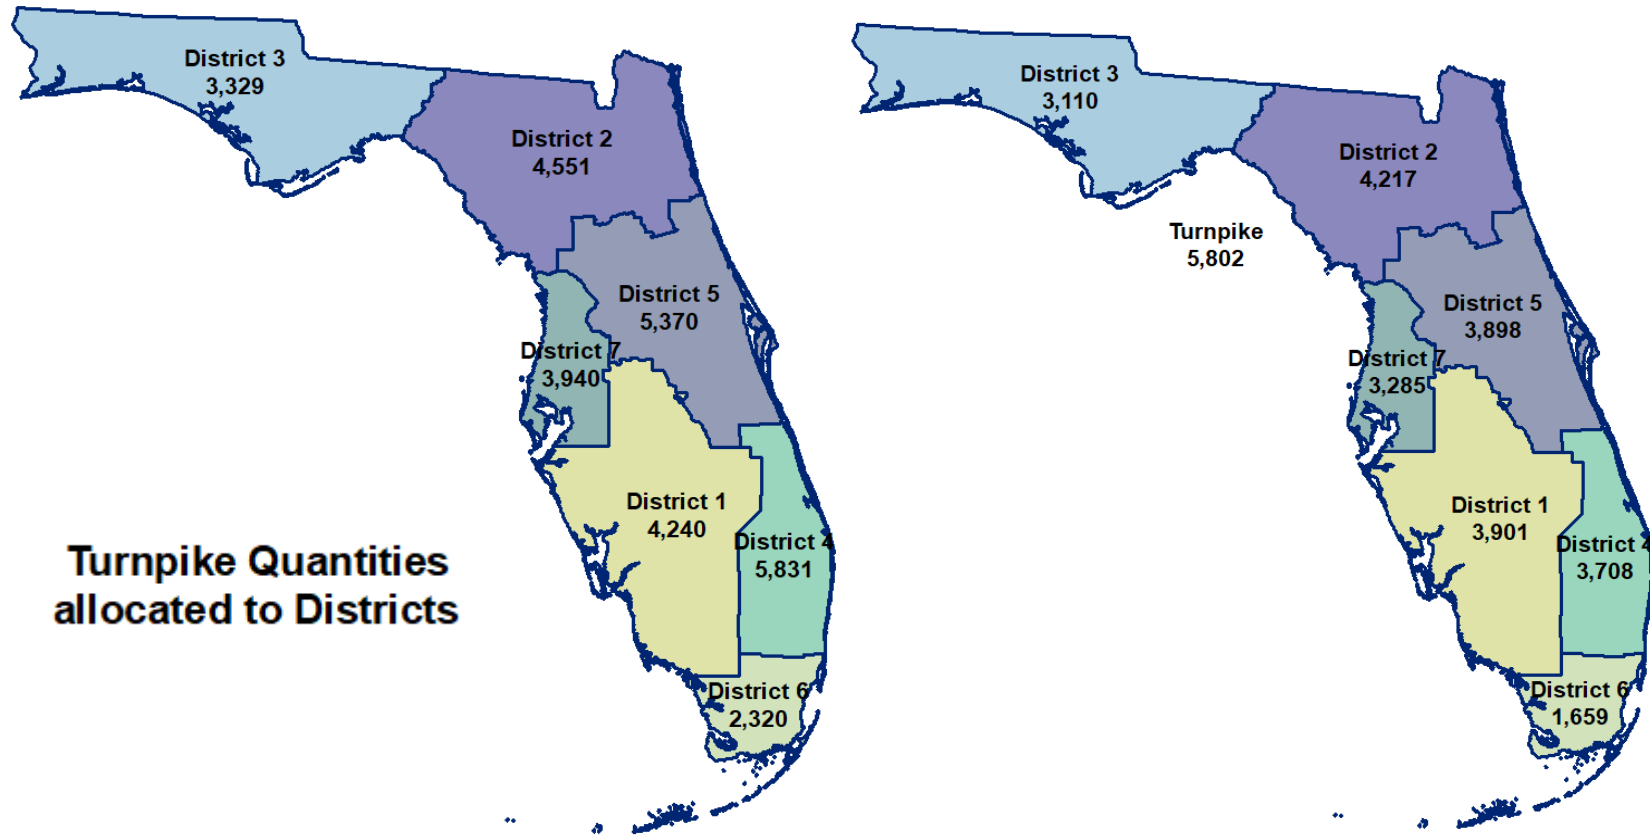 District 3
3,329
District 2
4,551
District 5
5,370
District 7
3,940
District 1
4,240
District 4
5,831
District 6
2,320
Turnpike Quantities
allocated to Districts
District 3
3,110
District 2
4,217
Turnpike
5,802
District 5
3,898
District 7
3,285
District 1
3,901
District 4
3,708
District 6
1,659